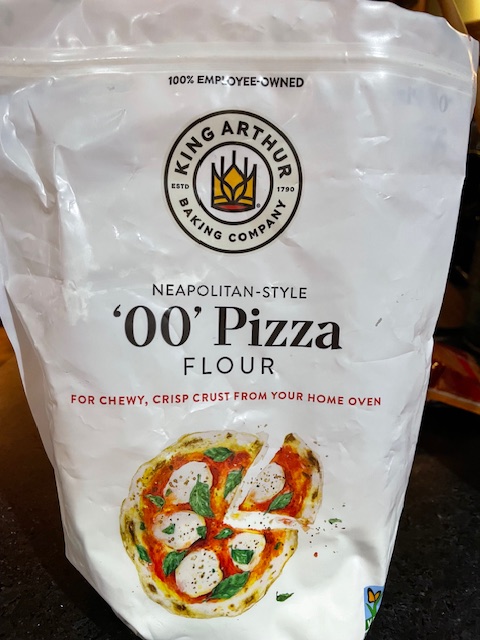 100% EMPLOYEE-OWNED
KING ARTHUR
ESTD 1790
BAKING COMPANY
NEAPOLITAN-STYLE
'00' Pizza
FLOUR
FOR CHEWY, CRISP CRUST FROM YOUR HOME OVEN